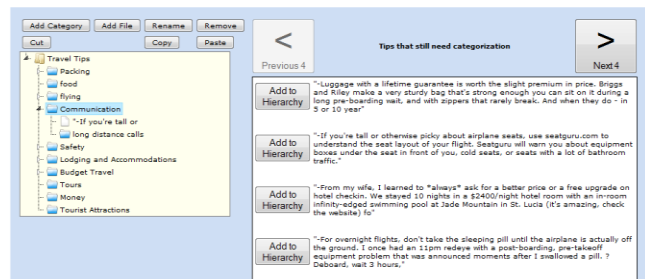 Add Category Add File Rename Remove
Cut Copy Paste
Travel Tips
Packing
food
flying
Communication
"-If you're tall or
long distance calls
Safety
Lodging and Accommodations
Budget Travel
Tours
Money
Tourist Attractions
<
Previous 4
Tips that still need categorization
>
Next 4
Add to Hierarchy
"-Luggage with a lifetime guarantee is worth the slight premium in price. Briggs
and Riley make a very sturdy bag that's strong enough you can sit on it during a
long pre-boarding wait, and with zippers that rarely break. And when they do - in
5 or 10 year"
Add to Hierarchy
"-If you're tall or otherwise picky about airplane seats, use seatguru.com to
understand the seat layout of your flight. Seatguru will warn you about equipment
boxes under the seat in front of you, cold seats, or seats with a lot of bathroom
traffic."
Add to Hierarchy
"-From my wife, I learned to *always* ask for a better price or a free upgrade on
hotel checkin. We stayed 10 nights in a $2400/night hotel room with an in-room
infinity-edged swimming pool at Jade Mountain in St. Lucia (it's amazing, check
the website) fo"
Add to Hierarchy
"-For overnight flights, don't take the sleeping pill until the airplane is actually off
the ground. I once had an 11pm redeye with a post-boarding, pre-takeoff
equipment problem that was announced moments after I swallowed a pill. ?
Deboard, wait 3 hours,"